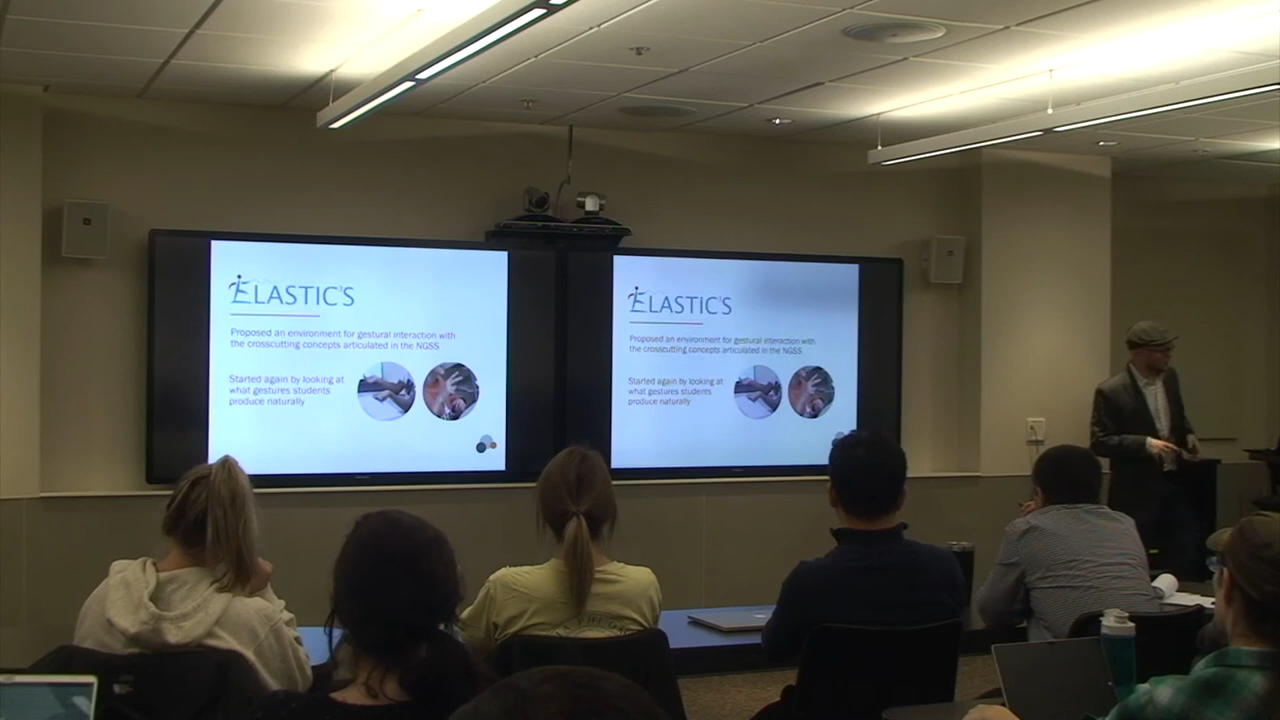 ELASTIC³S
Proposed an environment for gestural interaction with
the crosscutting concepts articulated in the NGSS
Started again by looking at
what gestures students
produce naturally
ELASTIC³S
Proposed an environment for gestural interaction with
the crosscutting concepts articulated in the NGSS
Started again by looking at
what gestures students
produce naturally